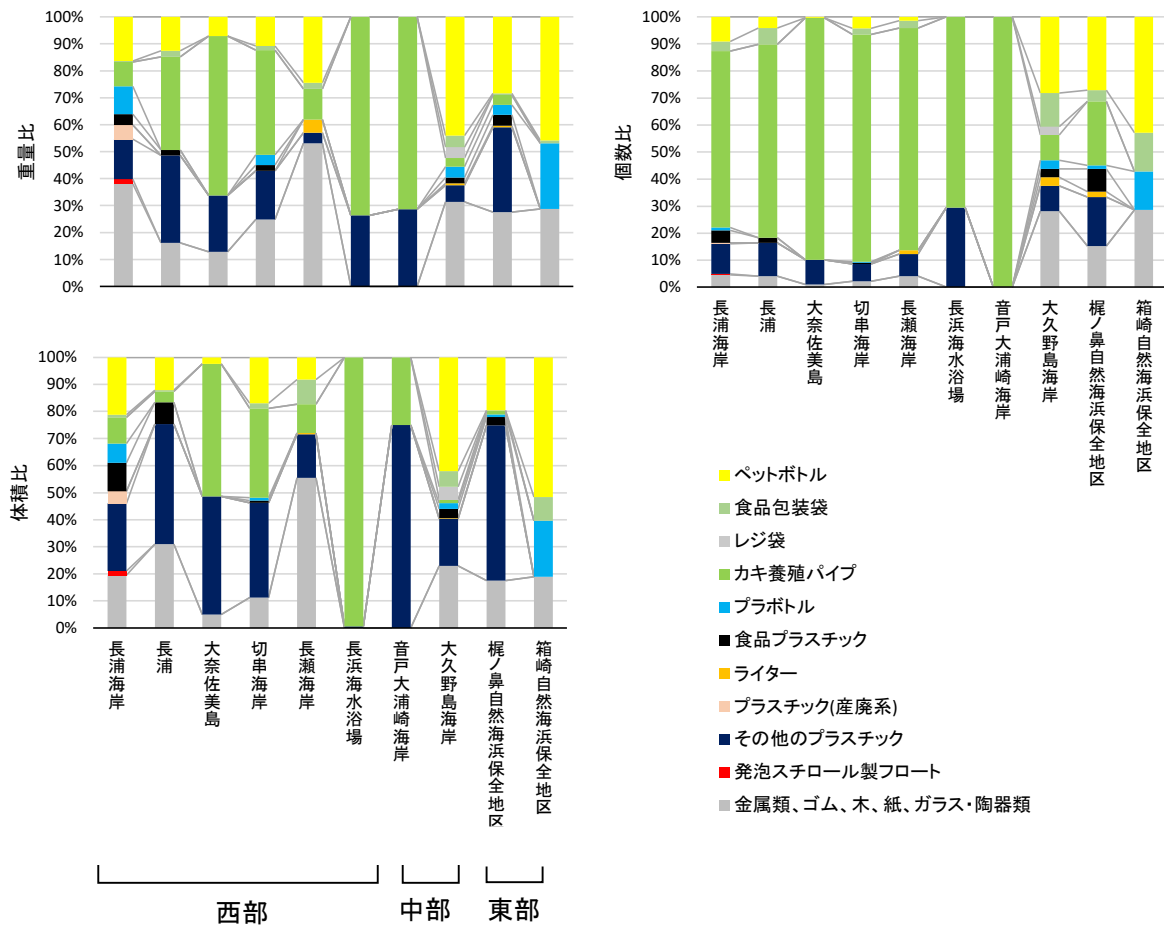 100%
90%
80%
70%
60%
50%
40%
30%
20%
10%
0%
重量比
100%
90%
80%
70%
60%
50%
40%
30%
20%
10%
0%
個数比
長浦海岸
長浦
大奈佐美島
切串海岸
長瀬海岸
長浜海水浴場
音戸大浦崎海岸
大久野島海岸
梶ノ鼻自然海浜保全地区
箱崎自然海浜保全地区
100%
90%
80%
70%
60%
50%
40%
30%
20%
10%
0%
体積比
長浦海岸
長浦
大奈佐美島
切串海岸
長瀬海岸
長浜海水浴場
音戸大浦崎海岸
大久野島海岸
梶ノ鼻自然海浜保全地区
箱崎自然海浜保全地区
ペットボトル
食品包装袋
レジ袋
カキ養殖パイプ
プラボトル
食品プラスチック
ライター
プラスチック(産廃系)
その他のプラスチック
発泡スチロール製フロート
金属類、ゴム、木、紙、ガラス・陶器類
西部
中部
東部